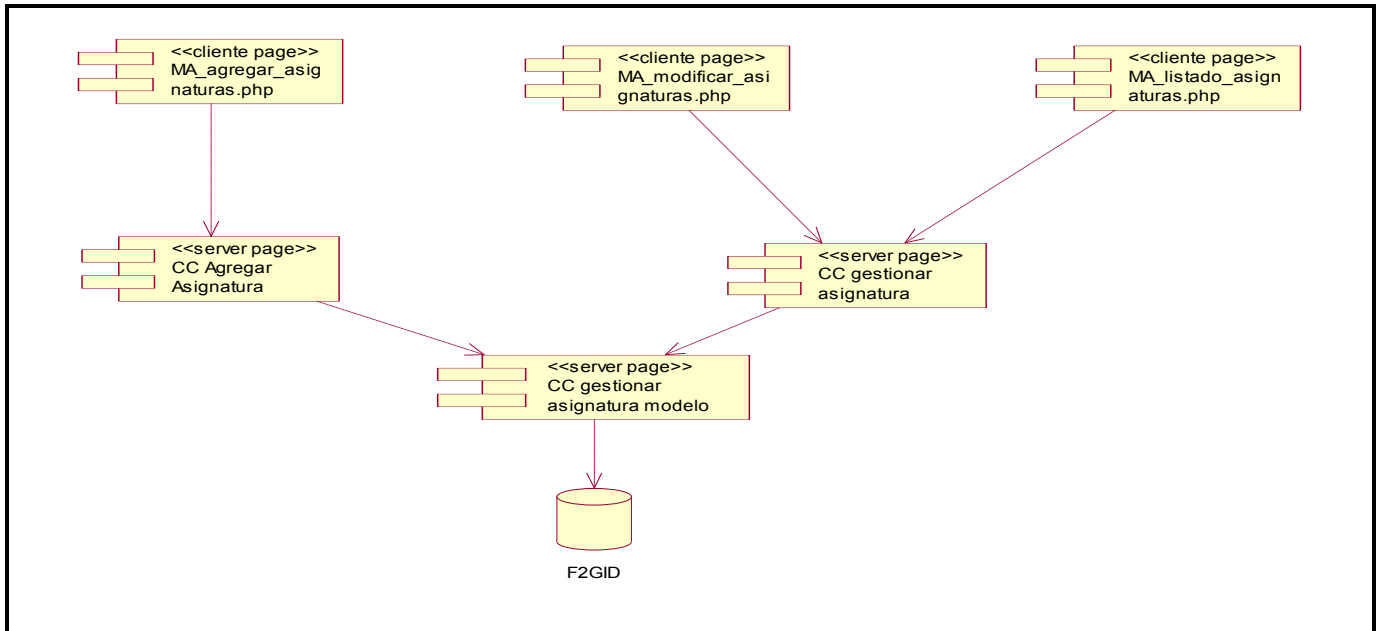 <<cliente page>>
MA_agregar_asig
naturas.php
<<cliente page>>
MA_modificar_asi
gnaturas.php
<<cliente page>>
MA_listado_asign
aturas.php
<<server page>>
CC Agregar
Asignatura
<<server page>>
CC gestionar
asignatura
<<server page>>
CC gestionar
asignatura modelo
F2GID